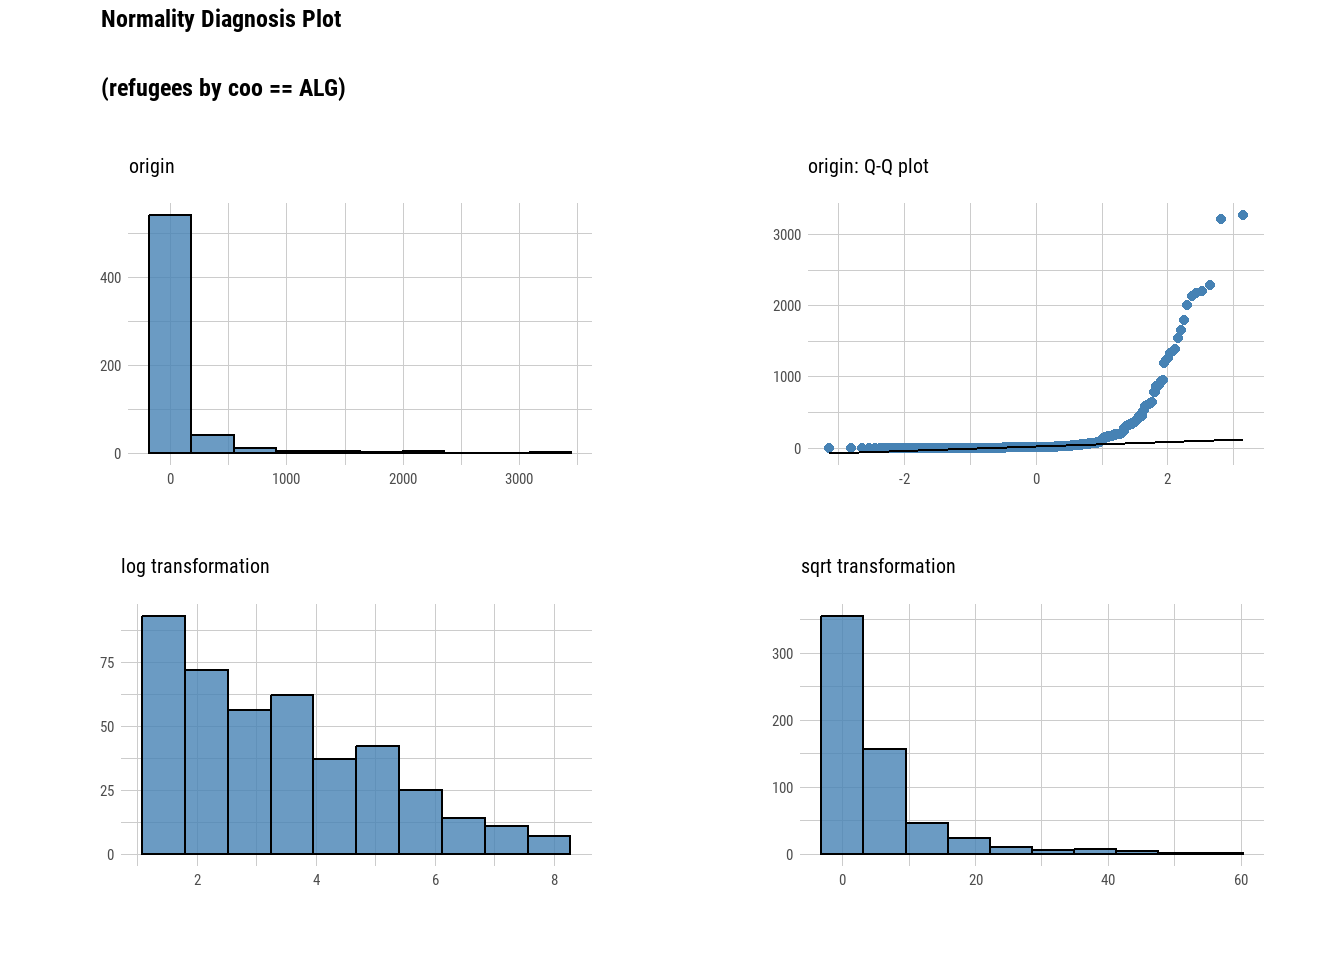 Normality Diagnosis Plot
(refugees by coo == ALG)
origin
400
200
0
0 1000 2000 3000
origin: Q-Q plot
3000
2000
1000
0
-2 0 2
log transformation
75
50
25
0
2 4 6 8
sqrt transformation
300
200
100
0
0 20 40 60